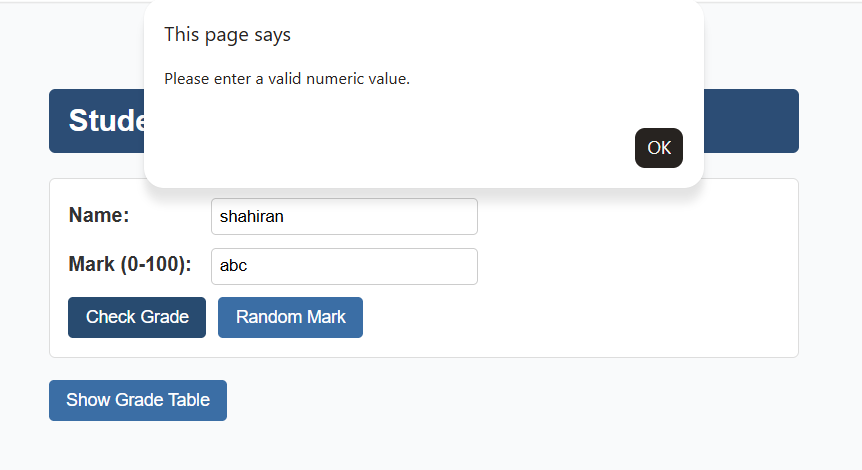 This page says
Please enter a valid numeric value.
OK
Stude
Name: shahiran
Mark (0-100): abc
Check Grade Random Mark
Show Grade Table